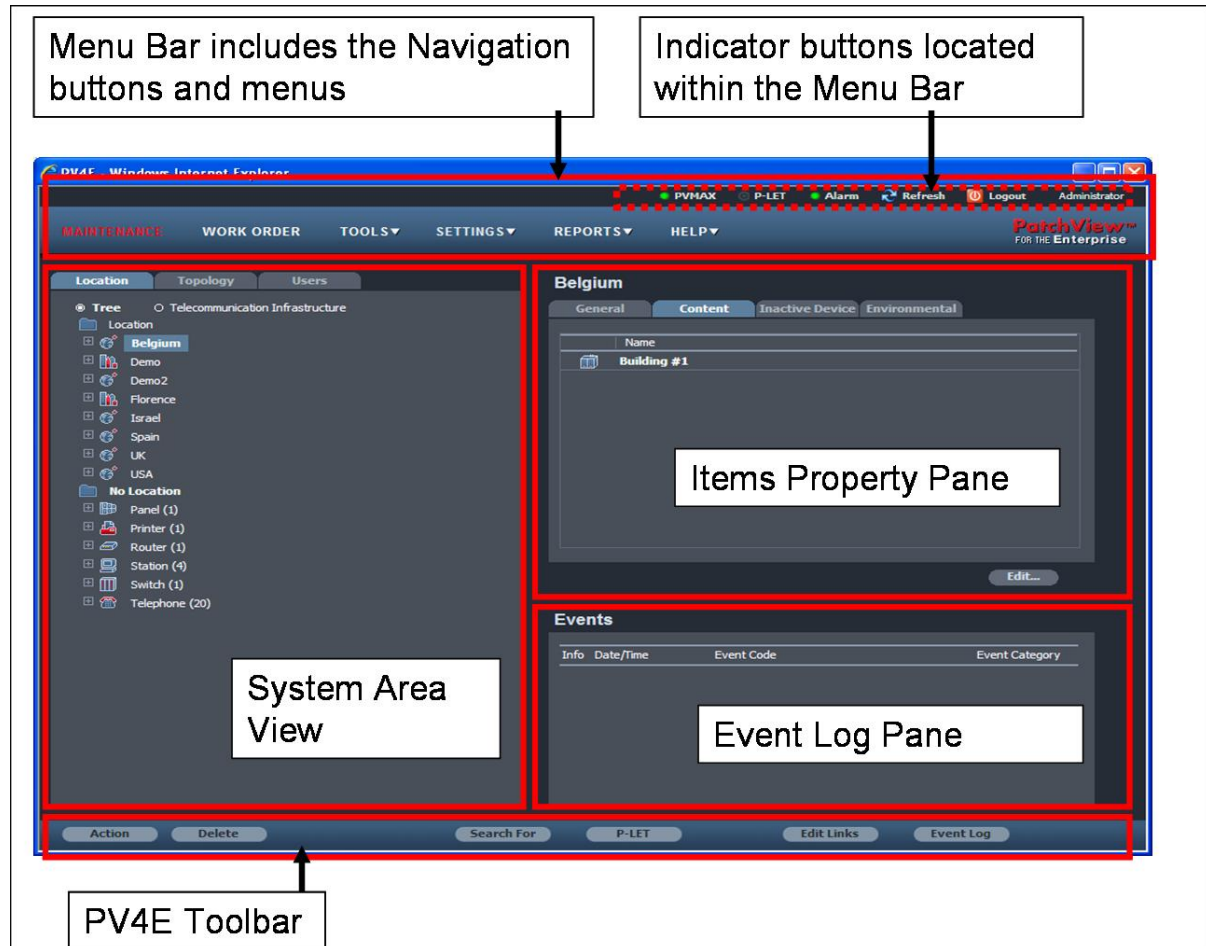 Menu Bar includes the Navigation
buttons and menus
Indicator buttons located
within the Menu Bar
PV4E - Windows Internet Explorer
PVMAX P-LET Alarm Refresh Logout Administrator
MAINTENANCE WORK ORDER TOOLS▼ SETTINGS▼ REPORTS▼ HELP▼
PatchView™
FOR THE Enterprise
Location Topology Users
Tree Telecommunication Infrastructure
Location
Belgium
Demo
Demo2
Florence
Israel
Spain
UK
USA
No Location
Panel (1)
Printer (1)
Router (1)
Station (4)
Switch (1)
Telephone (20)
System Area
View
Belgium
General Content Inactive Device Environmental
Name
Building #1
Items Property Pane
Edit...
Events
Info Date/Time Event Code Event Category
Event Log Pane
Action Delete Search For P-LET Edit Links Event Log
PV4E Toolbar